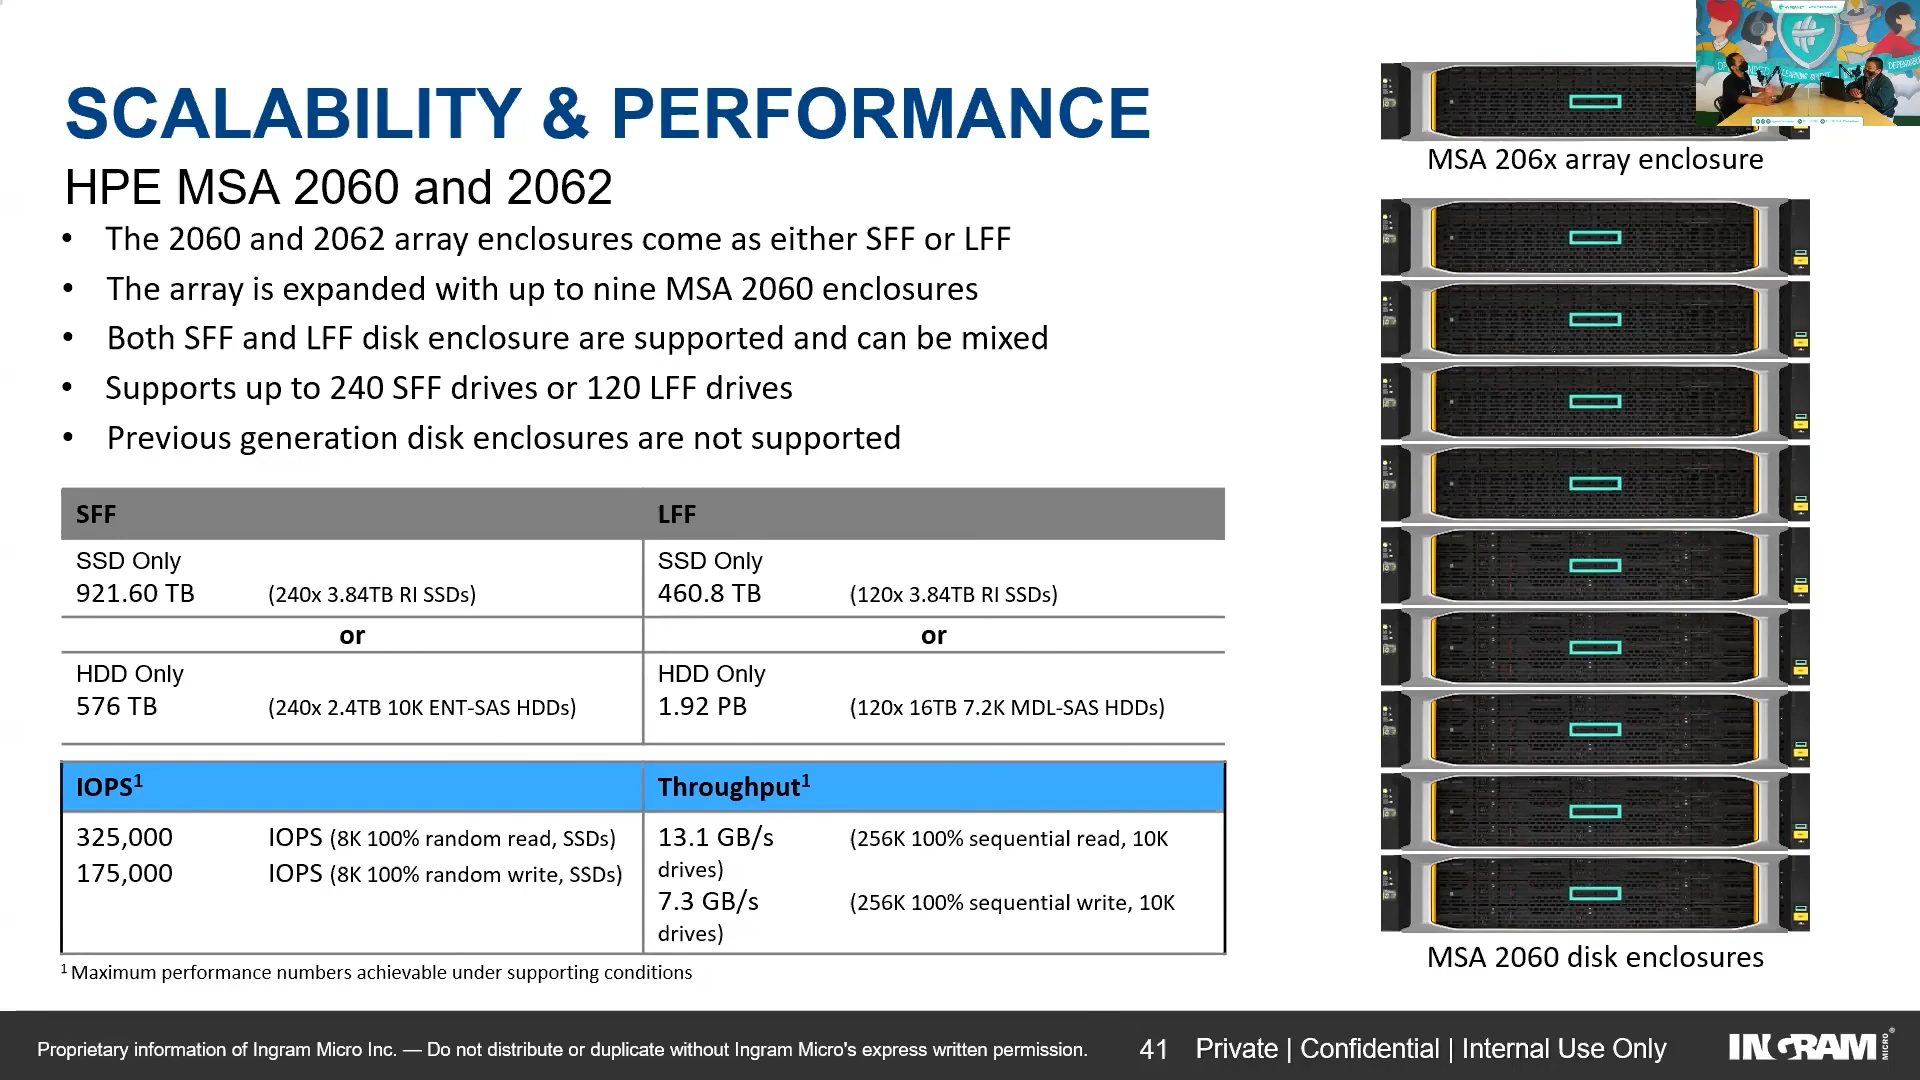 SCALABILITY & PERFORMANCE
HPE MSA 2060 and 2062
• The 2060 and 2062 array enclosures come as either SFF or LFF
• The array is expanded with up to nine MSA 2060 enclosures
• Both SFF and LFF disk enclosure are supported and can be mixed
• Supports up to 240 SFF drives or 120 LFF drives
• Previous generation disk enclosures are not supported
SFF LFF
SSD Only SSD Only
921.60 TB (240x 3.84TB RI SSDs) 460.8 TB (120x 3.84TB RI SSDs)
or or
HDD Only HDD Only
576 TB (240x 2.4TB 10K ENT-SAS HDDs) 1.92 PB (120x 16TB 7.2K MDL-SAS HDDs)
IOPS¹ Throughput¹
325,000 IOPS (8K 100% random read, SSDs)
175,000 IOPS (8K 100% random write, SSDs)
13.1 GB/s (256K 100% sequential read, 10K
drives)
7.3 GB/s (256K 100% sequential write, 10K
drives)
¹ Maximum performance numbers achievable under supporting conditions
MSA 206x array enclosure
MSA 2060 disk enclosures
Proprietary information of Ingram Micro Inc. — Do not distribute or duplicate without Ingram Micro's express written permission. 41 Private | Confidential | Internal Use Only
INGRAM MICRO®